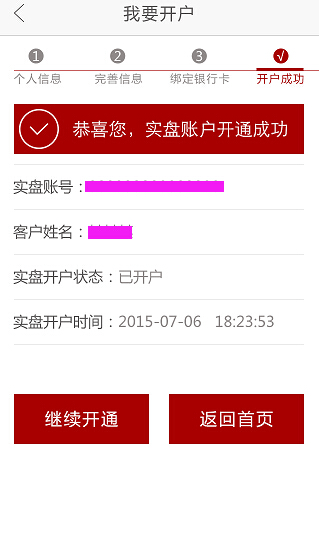 我要开户
1 2 3 √
个人信息 完善信息 绑定银行卡 开户成功
恭喜您，实盘账户开通成功
实盘账号：
客户姓名：
实盘开户状态：已开户
实盘开户时间：2015-07-06 18:23:53
继续开通 返回首页